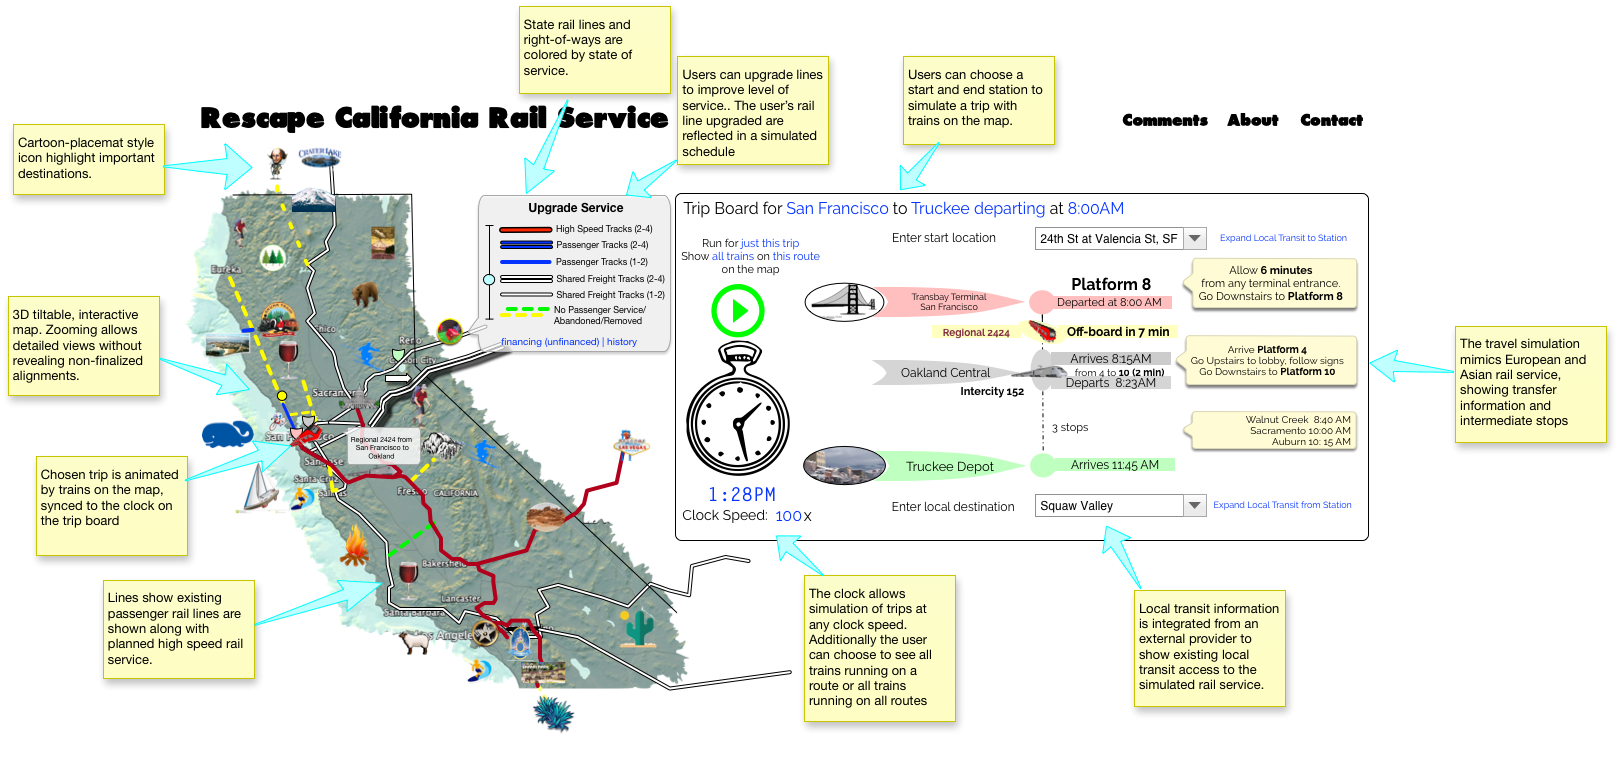 State rail lines and
right-of-ways are
colored by state of
service.
Users can upgrade lines
to improve level of
service.. The user's rail
line upgraded are
reflected in a simulated
schedule
Users can choose a
start and end station to
simulate a trip with
trains on the map.
Rescape California Rail Service
Comments About Contact
Cartoon-placemat style
icon highlight important
destinations.
CRATER LAKE
Upgrade Service
High Speed Tracks (2-4)
Passenger Tracks (2-4)
Passenger Tracks (1-2)
Shared Freight Tracks (2-4)
Shared Freight Tracks (1-2)
No Passenger Service/
Abandoned/Removed
financing (unfinanced) | history
Trip Board for San Francisco to Truckee departing at 8:00AM
Run for just this trip
Show all trains on this route
on the map
Enter start location
24th St at Valencia St, SF
Expand Local Transit to Station
Transbay Terminal
San Francisco
Platform 8
Departed at 8:00 AM
Allow 6 minutes
from any terminal entrance.
Go Downstairs to Platform 8
Regional 2424
Off-board in 7 min
Oakland Central
Arrives 8:15AM
from 4 to 10 (2 min)
Departs 8:23AM
Intercity 152
Arrive Platform 4
Go Upstairs to lobby, follow signs
Go Downstairs to Platform 10
3 stops
Walnut Creek 8:40 AM
Sacramento 10:00 AM
Auburn 10: 15 AM
Truckee Depot
Arrives 11:45 AM
1:28PM
Clock Speed: 100x
Enter local destination
Squaw Valley
Expand Local Transit from Station
The travel simulation
mimics European and
Asian rail service,
showing transfer
information and
intermediate stops
3D tiltable, interactive
map. Zooming allows
detailed views without
revealing non-finalized
alignments.
Eureka
Chico
Reno
Regional 2424 from
San Francisco to
Oakland
San Jose
Santa Cruz
Salinas
Fresno
CALIFORNIA
LAS VEGAS
Bakersfield
Lancaster
Santa Barbara
Los Angeles
Chosen trip is animated
by trains on the map,
synced to the clock on
the trip board
Lines show existing
passenger rail lines are
shown along with
planned high speed rail
service.
The clock allows
simulation of trips at
any clock speed.
Additionally the user
can choose to see all
trains running on a
route or all trains
running on all routes
Local transit information
is integrated from an
external provider to
show existing local
transit access to the
simulated rail service.